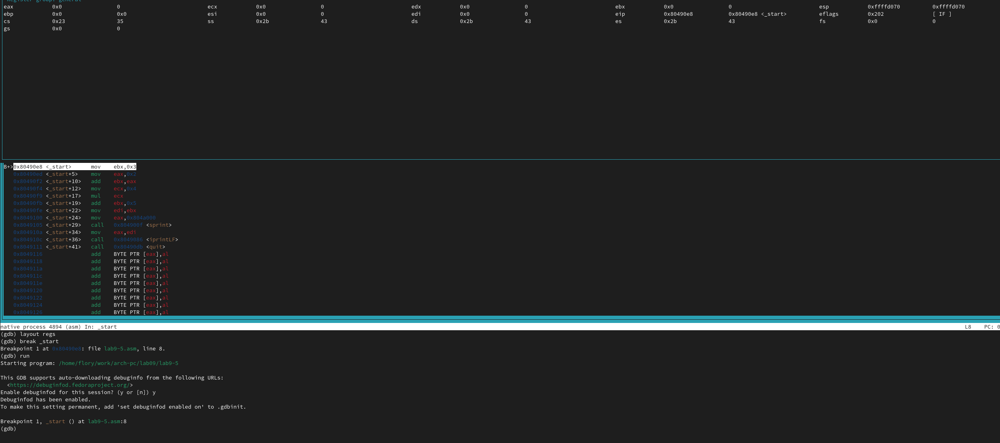 Register group: general
eax 0x0 0 ecx 0x0 0 edx 0x0 0 ebx 0x0 0 esp 0xffffd070 0xffffd070
ebp 0x0 0x0 esi 0x0 0 edi 0x0 0 eip 0x80490e8 0x80490e8 <_start> eflags 0x202 [ IF ]
cs 0x23 35 ss 0x2b 43 ds 0x2b 43 es 0x2b 43 fs 0x0 0
gs 0x0 0
B+>0x80490e8 <_start> mov ebx,0x3
0x80490ed <_start+5> mov eax,0x2
0x80490f2 <_start+10> add ebx,eax
0x80490f4 <_start+12> mov ecx,0x4
0x80490f9 <_start+17> mul ecx
0x80490fb <_start+19> add ebx,0x5
0x80490fe <_start+22> mov edi,ebx
0x8049100 <_start+24> mov eax,0x804a000
0x8049105 <_start+29> call 0x804900f <sprint>
0x804910a <_start+34> mov eax,edi
0x804910c <_start+36> call 0x8049086 <iprintLF>
0x8049111 <_start+41> call 0x80490db <quit>
0x8049116 add BYTE PTR [eax],al
0x8049118 add BYTE PTR [eax],al
0x804911a add BYTE PTR [eax],al
0x804911c add BYTE PTR [eax],al
0x804911e add BYTE PTR [eax],al
0x8049120 add BYTE PTR [eax],al
0x8049122 add BYTE PTR [eax],al
0x8049124 add BYTE PTR [eax],al
0x8049126 add BYTE PTR [eax],al
native process 4894 (asm) In: _start L8 PC: 0
(gdb) layout regs
(gdb) break _start
Breakpoint 1 at 0x80490e8: file lab9-5.asm, line 8.
(gdb) run
Starting program: /home/flory/work/arch-pc/lab09/lab9-5
This GDB supports auto-downloading debuginfo from the following URLs:
<https://debuginfod.fedoraproject.org/>
Enable debuginfod for this session? (y or [n]) y
Debuginfod has been enabled.
To make this setting permanent, add 'set debuginfod enabled on' to .gdbinit.
Breakpoint 1, _start () at lab9-5.asm:8
(gdb)